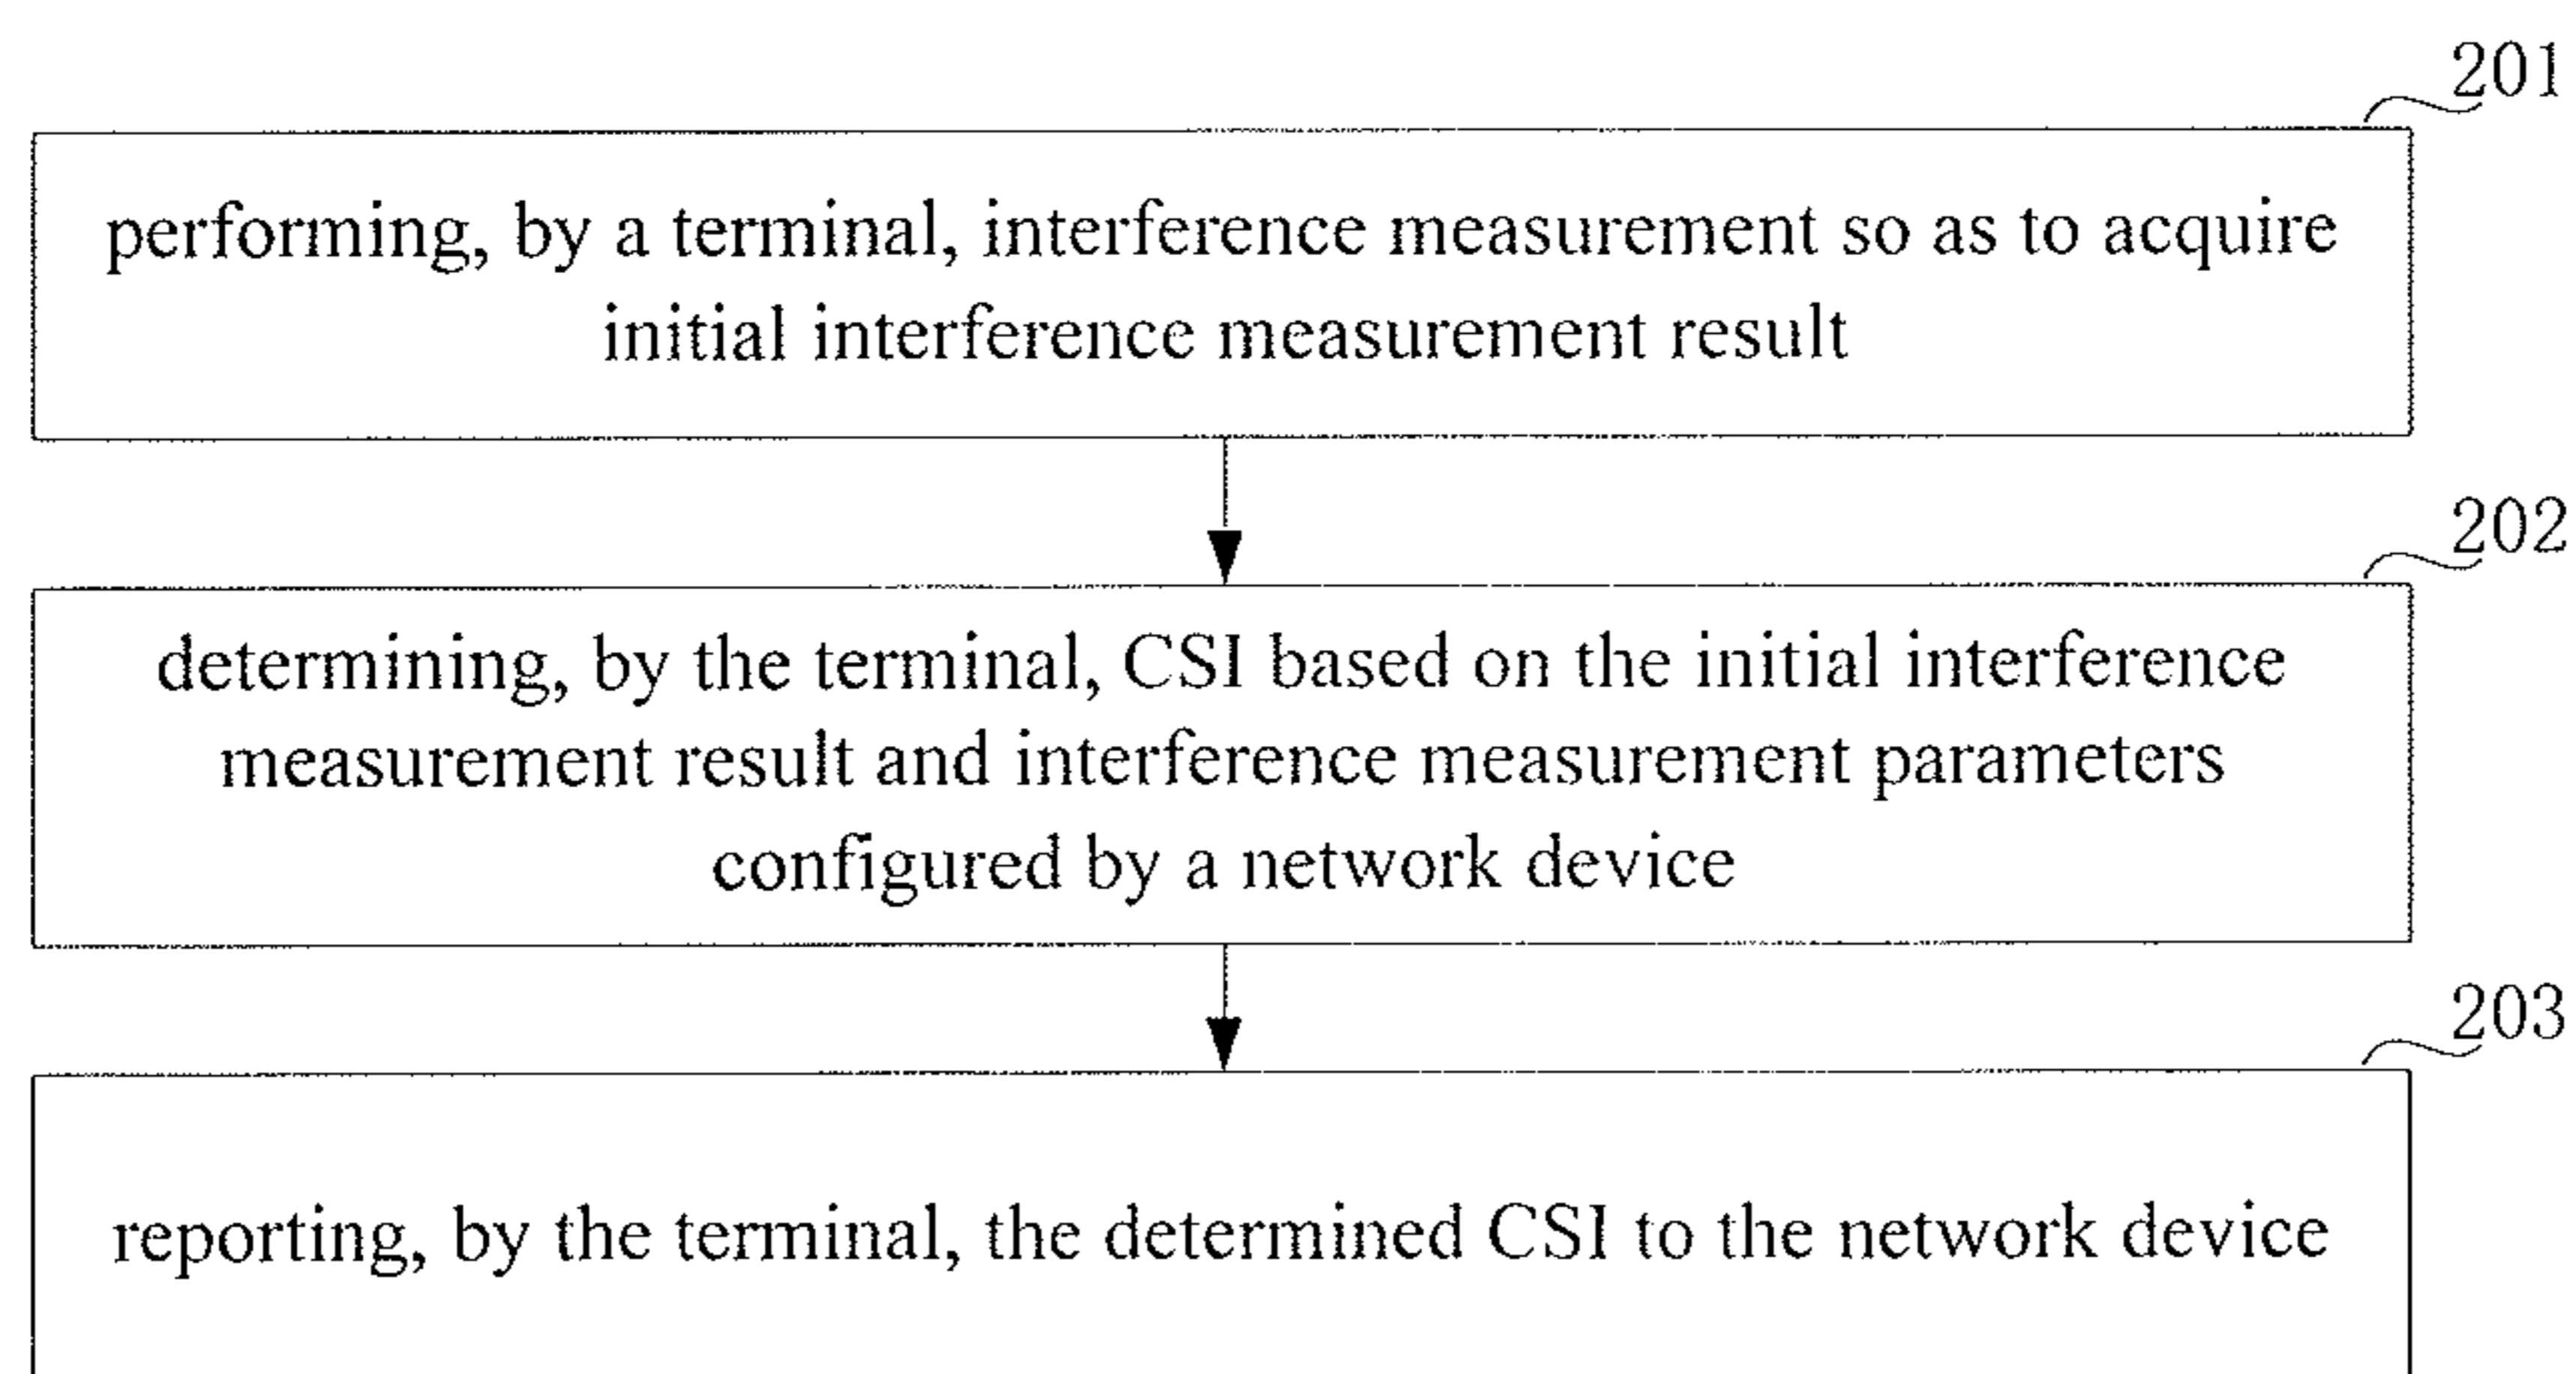 201
performing, by a terminal, interference measurement so as to acquire
initial interference measurement result
202
determining, by the terminal, CSI based on the initial interference
measurement result and interference measurement parameters
configured by a network device
203
reporting, by the terminal, the determined CSI to the network device